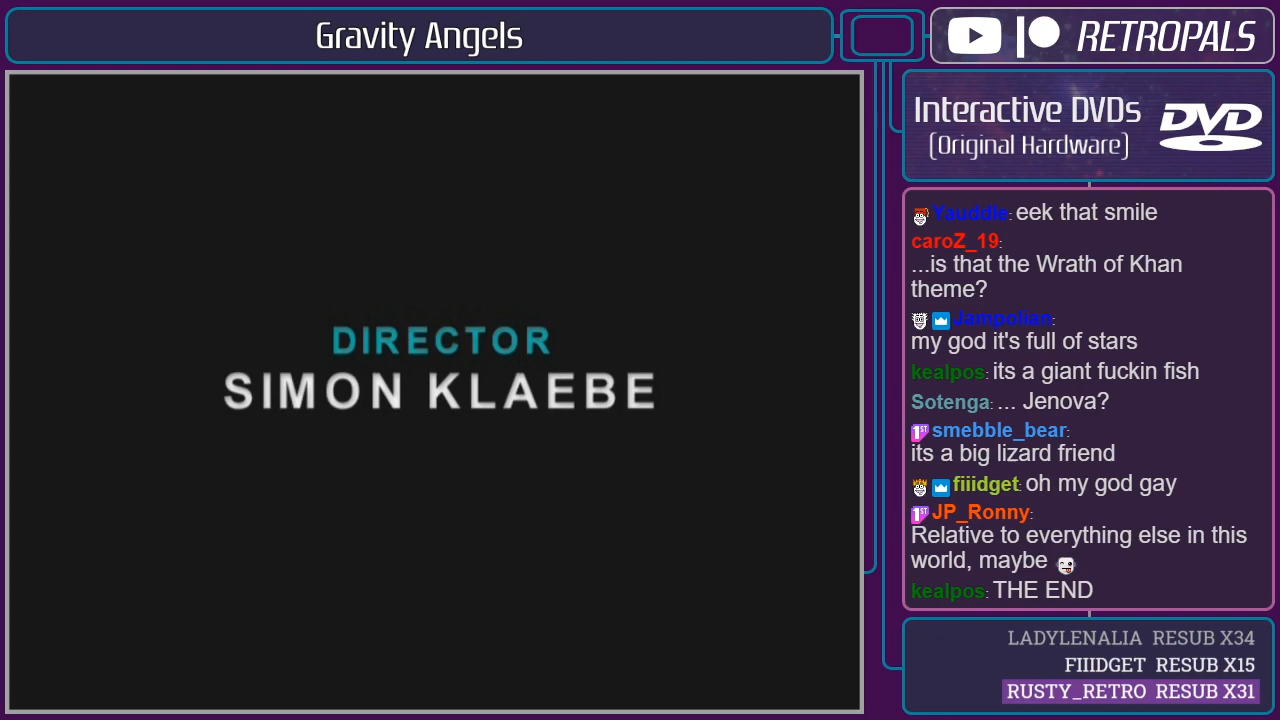 Gravity Angels
RETROPALS
Interactive DVDs
(Original Hardware)
DVD
DIRECTOR
SIMON KLAEBE
Yauddle: eek that smile
caroZ_19:
...is that the Wrath of Khan
theme?
Jampolian:
my god it's full of stars
kealpos: its a giant fuckin fish
Sotenga: ... Jenova?
1ST smebble_bear:
its a big lizard friend
fiiidget: oh my god gay
1ST JP_Ronny:
Relative to everything else in this
world, maybe
kealpos: THE END
LADYLENALIA RESUB X34
FIIIDGET RESUB X15
RUSTY_RETRO RESUB X31